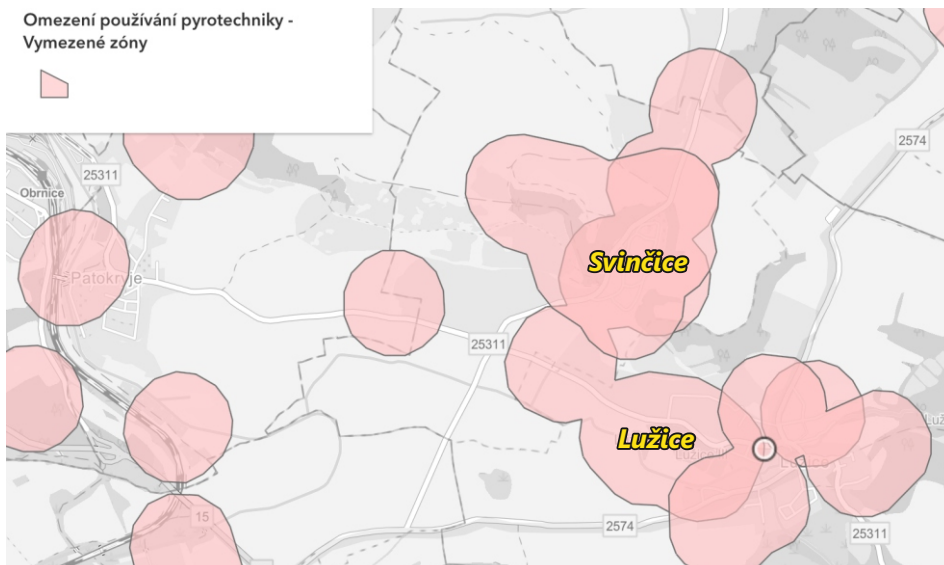 Omezení používání pyrotechniky -
Vymezené zóny
2574
25311
Obrnice
Svinčice
Patokryje
25311
Lužice
15
2574
25311